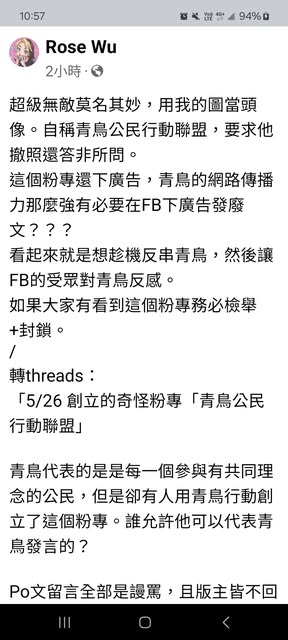 10:57
94%
Rose Wu
2小時
超級無敵莫名其妙，用我的圖當頭
像。自稱青鳥公民行動聯盟，要求他
撤照還答非所問。
這個粉專還下廣告，青鳥的網路傳播
力那麼強有必要在FB下廣告發廢
文？？？
看起來就是想趁機反串青鳥，然後讓
FB的受眾對青鳥反感。
如果大家有看到這個粉專務必檢舉
+封鎖。
/
轉threads：
「5/26 創立的奇怪粉專「青鳥公民
行動聯盟」
青鳥代表的是是每一個參與有共同理
念的公民，但是卻有人用青鳥行動創
立了這個粉專。誰允許他可以代表青
鳥發言的？
Po文留言全部是謾罵，且版主皆不回